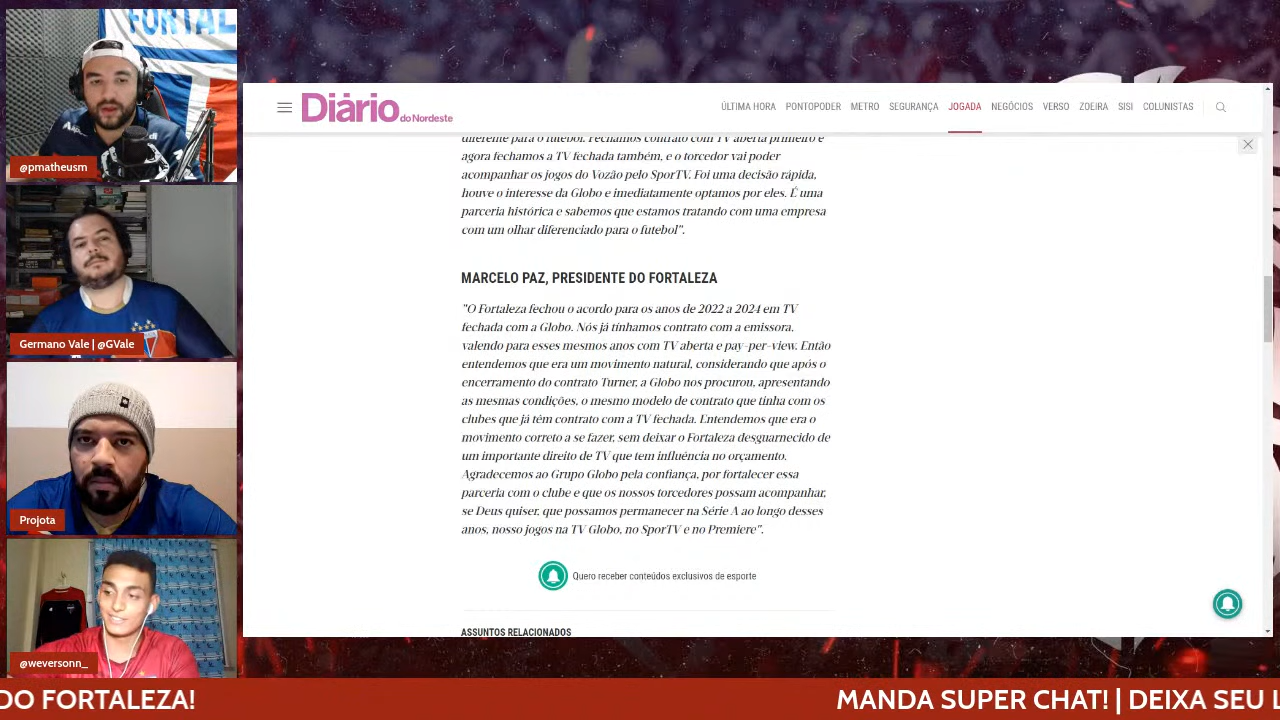 FORTAL
@pmatheusm
Germano Vale | @GVale
Projota
@weversonn_
Diário do Nordeste
ÚLTIMA HORA PONTOPODER METRO SEGURANÇA JOGADA NEGÓCIOS VERSO ZOEIRA SISI COLUNISTAS
diferente para o futebol. Fechamos contrato com TV aberta primeiro e
agora fechamos a TV fechada também, e o torcedor vai poder
acompanhar os jogos do Vozão pelo SporTV. Foi uma decisão rápida,
houve o interesse da Globo e imediatamente optamos por eles. É uma
parceria histórica e sabemos que estamos tratando com uma empresa
com um olhar diferenciado para o futebol".
MARCELO PAZ, PRESIDENTE DO FORTALEZA
"O Fortaleza fechou o acordo para os anos de 2022 a 2024 em TV
fechada com a Globo. Nós já tínhamos contrato com a emissora,
valendo para esses mesmos anos com TV aberta e pay-per-view. Então
entendemos que era um movimento natural, considerando que após o
encerramento do contrato Turner, a Globo nos procurou, apresentando
as mesmas condições, o mesmo modelo de contrato que tinha com os
clubes que já têm contrato com a TV fechada. Entendemos que era o
movimento correto a se fazer, sem deixar o Fortaleza desguarnecido de
um importante direito de TV que tem influência no orçamento.
Agradecemos ao Grupo Globo pela confiança, por fortalecer essa
parceria com o clube e que os nossos torcedores possam acompanhar,
se Deus quiser, que possamos permanecer na Série A ao longo desses
anos, nosso jogos na TV Globo, no SporTV e no Premiere".
Quero receber conteúdos exclusivos de esporte
ASSUNTOS RELACIONADOS
DO FORTALEZA!
MANDA SUPER CHAT! | DEIXA SEU L